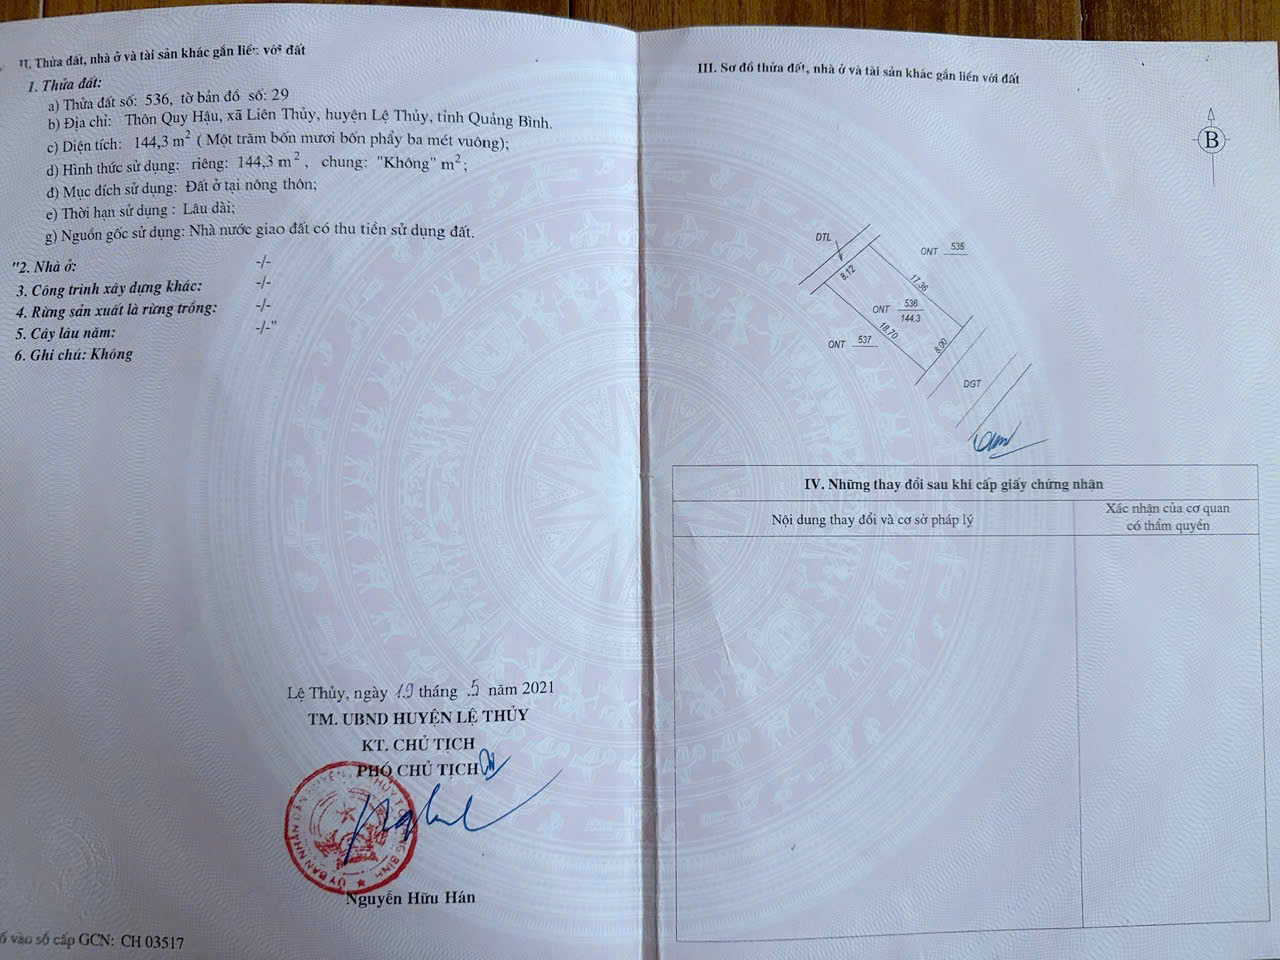 II. Thửa đất, nhà ở và tài sản khác gắn liền với đất
1. Thửa đất:
a) Thửa đất số: 536, tờ bản đồ số: 29
b) Địa chỉ: Thôn Quy Hậu, xã Liên Thủy, huyện Lệ Thủy, tỉnh Quảng Bình.
c) Diện tích: 144,3 m² ( Một trăm bốn mươi bốn phẩy ba mét vuông);
d) Hình thức sử dụng: riêng: 144,3 m², chung: "Không" m²;
đ) Mục đích sử dụng: Đất ở tại nông thôn;
e) Thời hạn sử dụng : Lâu dài;
g) Nguồn gốc sử dụng: Nhà nước giao đất có thu tiền sử dụng đất.
"2. Nhà ở: -/-
3. Công trình xây dựng khác: -/-
4. Rừng sản xuất là rừng trồng: -/-
5. Cây lâu năm: -/-"
6. Ghi chú: Không
Lệ Thủy, ngày 19 tháng 5 năm 2021
TM. UBND HUYỆN LỆ THỦY
KT. CHỦ TỊCH
PHÓ CHỦ TỊCH
Nguyễn Hữu Hán
ố vào sổ cấp GCN: CH 03517
III. Sơ đồ thửa đất, nhà ở và tài sản khác gắn liền với đất
B
DTL
ONT 535
8.12
17.36
ONT 536
144.3
18.70
ONT 537
8.00
DGT
IV. Những thay đổi sau khi cấp giấy chứng nhận
Nội dung thay đổi và cơ sở pháp lý
Xác nhận của cơ quan
có thẩm quyền